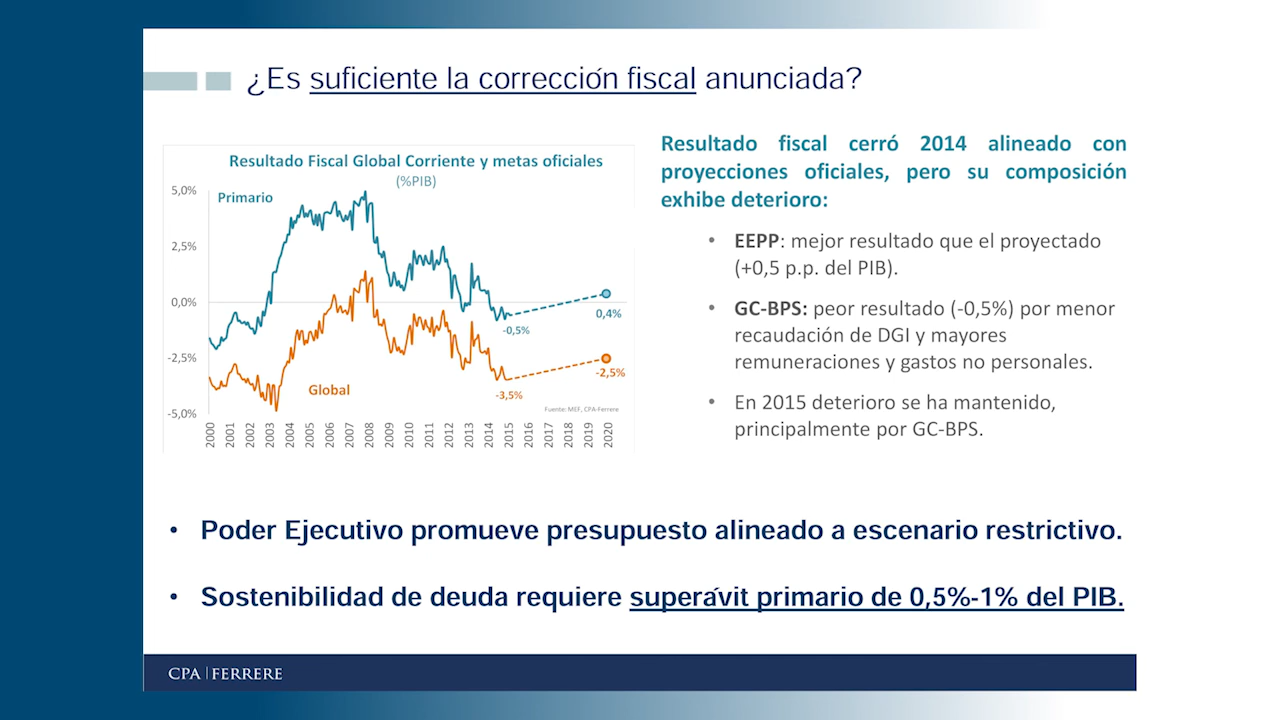 ¿Es suficiente la corrección fiscal anunciada?
Resultado Fiscal Global Corriente y metas oficiales
(%PIB)
5,0%
2,5%
0,0%
-2,5%
-5,0%
Primario
Global
-0,5%
0,4%
-3,5%
-2,5%
Fuente: MEF, CPA-Ferrere
2000
2001
2002
2003
2004
2005
2006
2007
2008
2009
2010
2011
2012
2013
2014
2015
2016
2017
2018
2019
2020
Resultado fiscal cerró 2014 alineado con
proyecciones oficiales, pero su composición
exhibe deterioro:
• EEPP: mejor resultado que el proyectado
(+0,5 p.p. del PIB).
• GC-BPS: peor resultado (-0,5%) por menor
recaudación de DGI y mayores
remuneraciones y gastos no personales.
• En 2015 deterioro se ha mantenido,
principalmente por GC-BPS.
• Poder Ejecutivo promueve presupuesto alineado a escenario restrictivo.
• Sostenibilidad de deuda requiere superávit primario de 0,5%-1% del PIB.
CPA | FERRERE